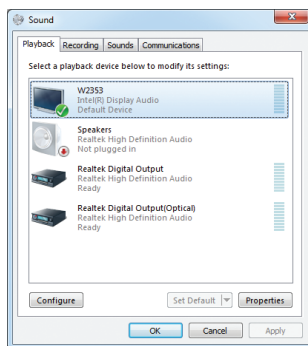 Sound
Playback Recording Sounds Communications
Select a playback device below to modify its settings:
W2353
Intel(R) Display Audio
Default Device
Speakers
Realtek High Definition Audio
Not plugged in
Realtek Digital Output
Realtek High Definition Audio
Ready
Realtek Digital Output(Optical)
Realtek High Definition Audio
Ready
Configure Set Default Properties
OK Cancel Apply